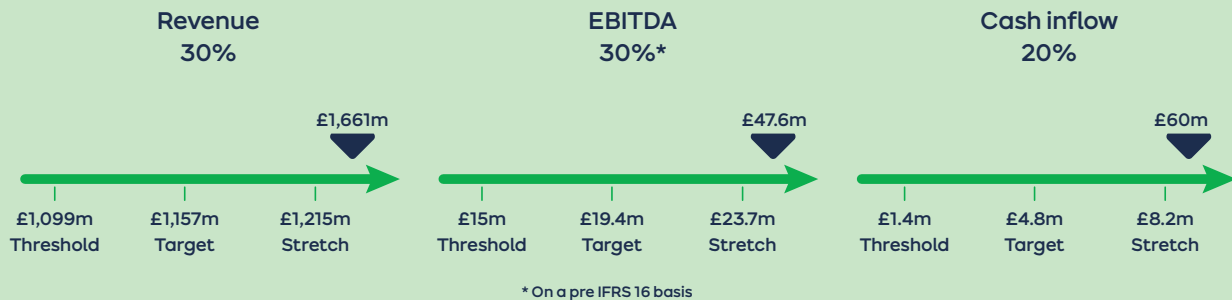 Revenue
30%
£1,661m
£1,099m
Threshold
£1,157m
Target
£1,215m
Stretch
EBITDA
30%*
£47.6m
£15m
Threshold
£19.4m
Target
£23.7m
Stretch
Cash inflow
20%
£60m
£1.4m
Threshold
£4.8m
Target
£8.2m
Stretch
* On a pre IFRS 16 basis